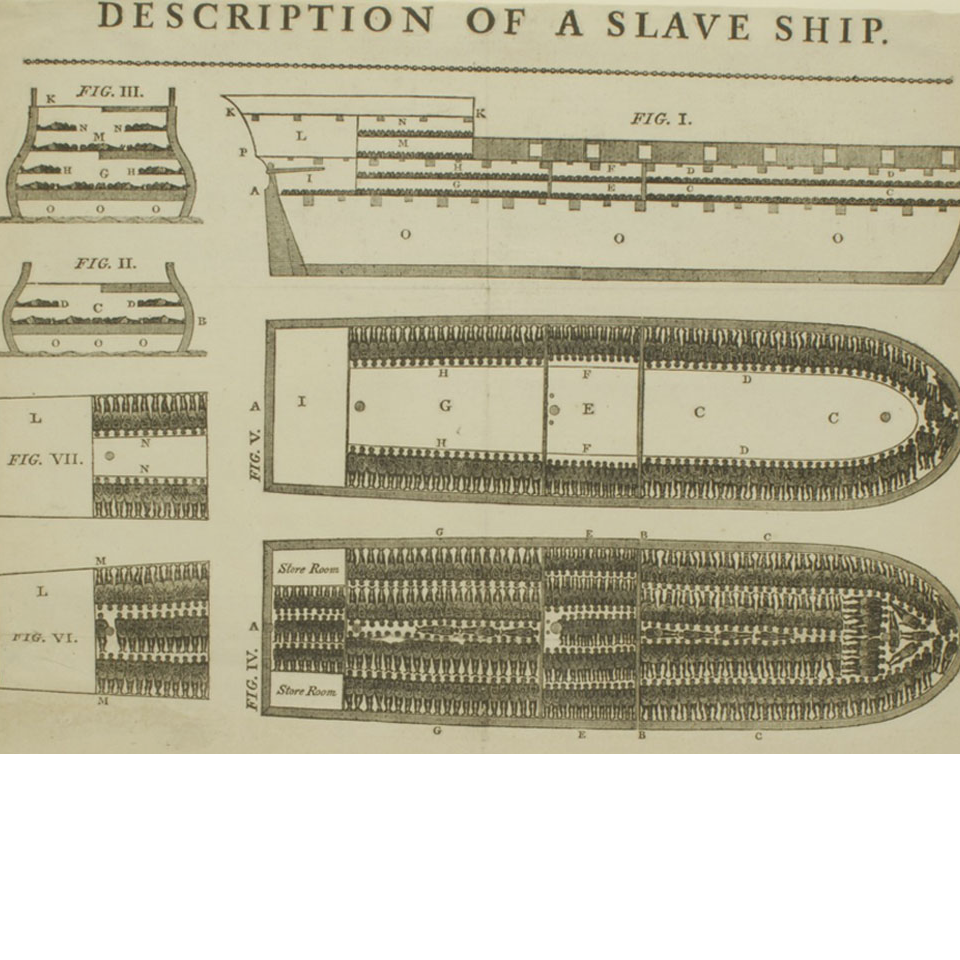 DESCRIPTION OF A SLAVE SHIP.
FIG. III.
K
N N
M
H G H
O O O
FIG. I.
K K
L N
M
P
I H F D D
A G E C C
O O O
FIG. II.
D C D
B
O O O
FIG. V.
A I H F D
G E C C
H F D
FIG. VII.
L
N
N
FIG. VI.
M
L
M
FIG. IV.
G E B C
Store Room
A
Store Room
G E B C